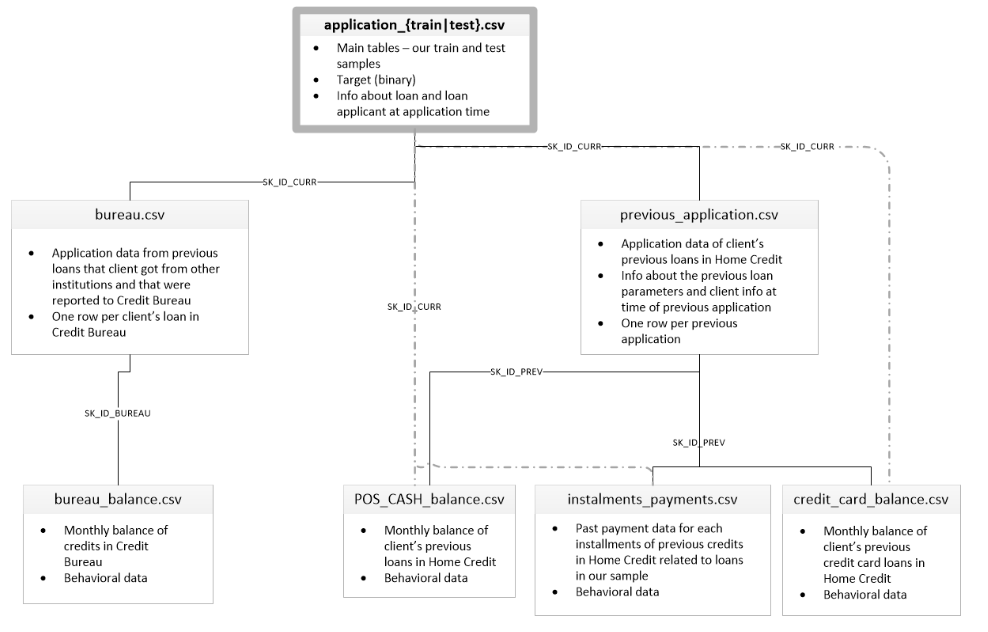 application_{train|test}.csv
• Main tables – our train and test
samples
• Target (binary)
• Info about loan and loan
applicant at application time
SK_ID_CURR
SK_ID_CURR
SK_ID_CURR
bureau.csv
• Application data from previous
loans that client got from other
institutions and that were
reported to Credit Bureau
• One row per client's loan in
Credit Bureau
previous_application.csv
• Application data of client's
previous loans in Home Credit
• Info about the previous loan
parameters and client info at
time of previous application
• One row per previous
application
SK_ID_CURR
SK_ID_PREV
SK_ID_BUREAU
SK_ID_PREV
bureau_balance.csv
• Monthly balance of
credits in Credit
Bureau
• Behavioral data
POS_CASH_balance.csv
• Monthly balance of
client's previous
loans in Home Credit
• Behavioral data
instalments_payments.csv
• Past payment data for each
installments of previous credits
in Home Credit related to loans
in our sample
• Behavioral data
credit_card_balance.csv
• Monthly balance of
client's previous
credit card loans in
Home Credit
• Behavioral data